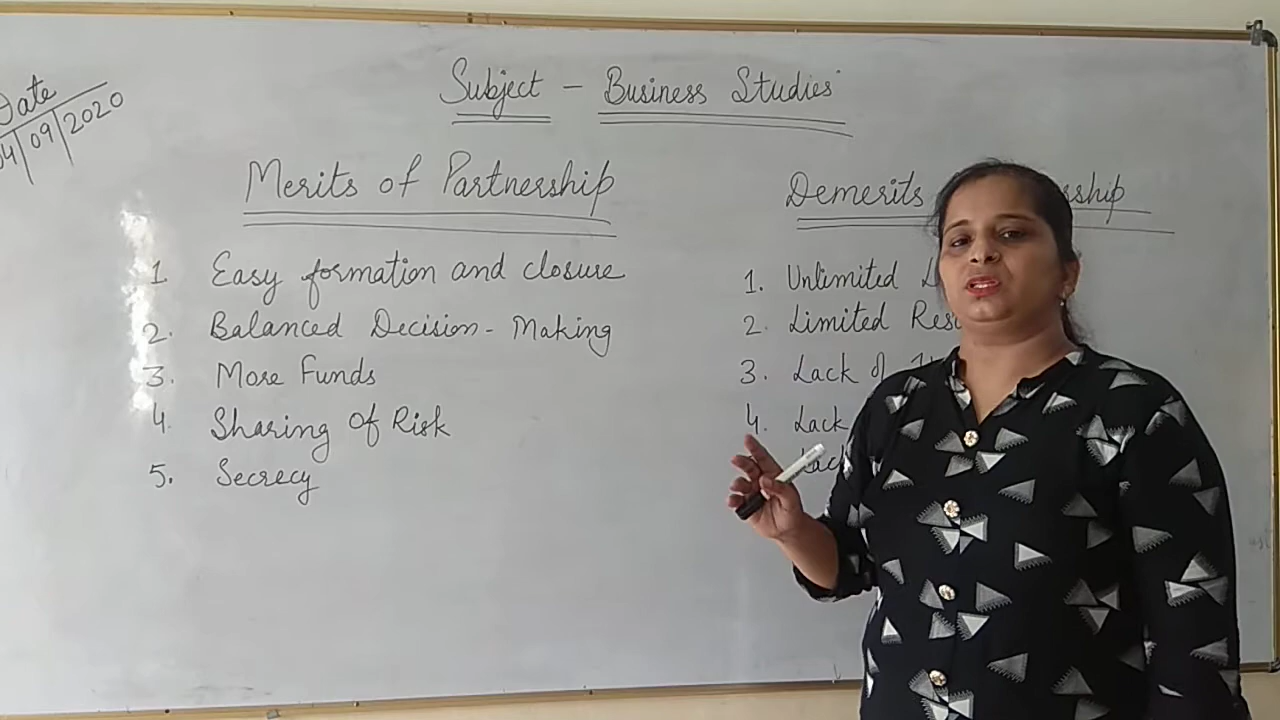 Date
04/09/2020
Subject - Business Studies
Merits of Partnership
1 Easy formation and closure
2. Balanced Decision-Making
3. More Funds
4. Sharing of Risk
5. Secrecy
Demerits
1. Unlimited
2. Limited
3. Lack of
4. Lack